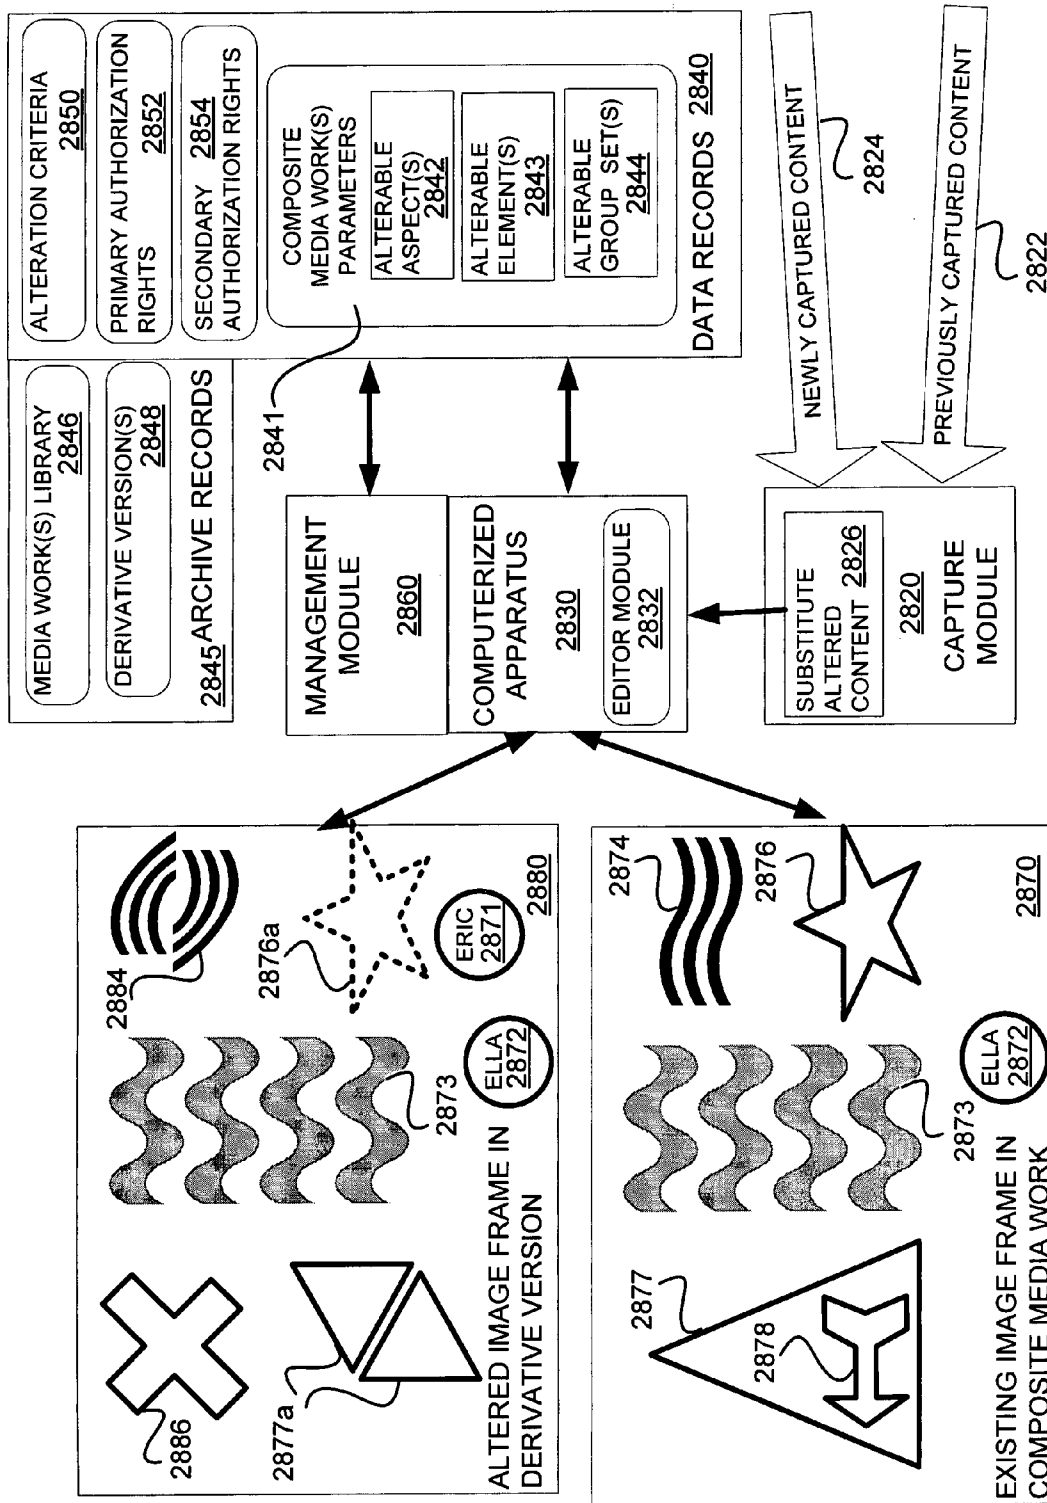 MEDIA WORK(S) LIBRARY
2846
DERIVATIVE VERSION(S)
2848
2845 ARCHIVE RECORDS
ALTERATION CRITERIA
2850
PRIMARY AUTHORIZATION
RIGHTS 2852
SECONDARY 2854
AUTHORIZATION RIGHTS
COMPOSITE
MEDIA WORK(S)
PARAMETERS
ALTERABLE
ASPECT(S)
2842
ALTERABLE
ELEMENT(S)
2843
ALTERABLE
GROUP SET(S)
2844
DATA RECORDS 2840
2841
MANAGEMENT
MODULE
2860
COMPUTERIZED
APPARATUS
2830
EDITOR MODULE
2832
SUBSTITUTE
ALTERED
CONTENT 2826
2820
CAPTURE
MODULE
NEWLY CAPTURED CONTENT
2824
PREVIOUSLY CAPTURED CONTENT
2822
2886
2877a
2884
2876a
2873
ELLA
2872
ERIC
2871
2880
ALTERED IMAGE FRAME IN
DERIVATIVE VERSION
2877
2878
2874
2876
2873
ELLA
2872
2870
EXISTING IMAGE FRAME IN
COMPOSITE MEDIA WORK